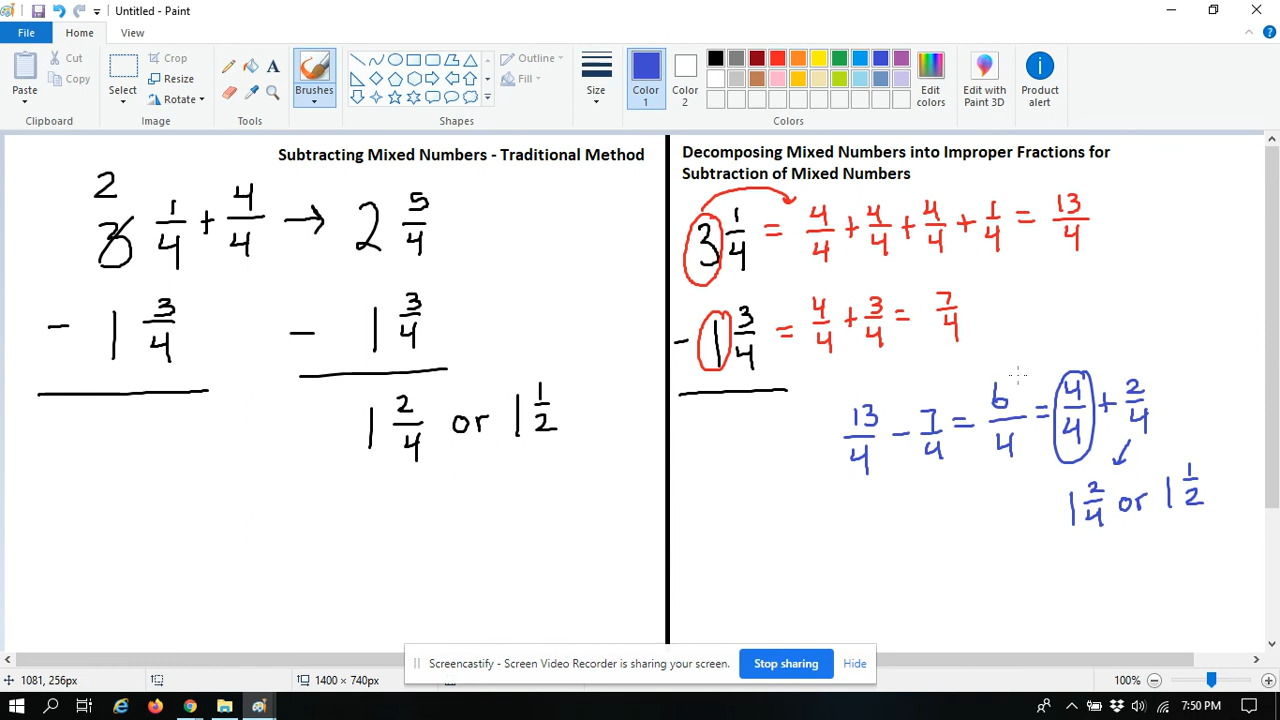 Untitled - Paint
File Home View
Paste Cut Copy Clipboard
Select Crop Resize Rotate Image
Tools
Brushes
Shapes Outline Fill
Size
Color 1 Color 2 Colors
Edit colors
Edit with Paint 3D
Product alert
Subtracting Mixed Numbers - Traditional Method
2
3 1/4 + 4/4 → 2 5/4
- 1 3/4 - 1 3/4
1 2/4 or 1 1/2
Decomposing Mixed Numbers into Improper Fractions for
Subtraction of Mixed Numbers
3 1/4 = 4/4 + 4/4 + 4/4 + 1/4 = 13/4
- 1 3/4 = 4/4 + 3/4 = 7/4
13/4 - 7/4 = 6/4 = 4/4 + 2/4
1 2/4 or 1 1/2
Screencastify - Screen Video Recorder is sharing your screen. Stop sharing Hide
1081, 256px 1400 × 740px 100%
7:50 PM